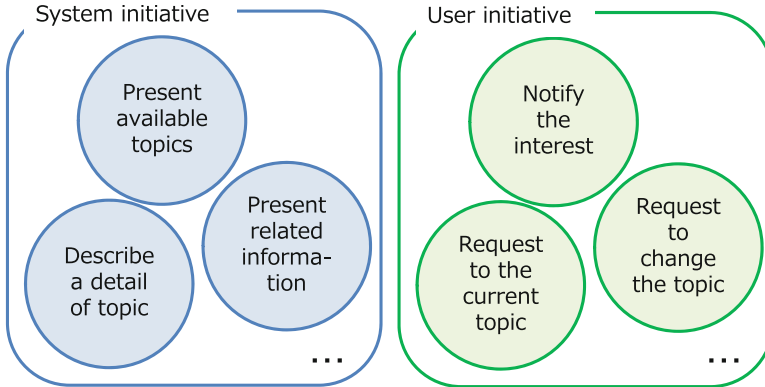 System initiative
Present
available
topics
Present
related
informa-
tion
Describe
a detail
of topic
...
User initiative
Notify
the
interest
Request
to
change
the topic
Request
to the
current
topic
...